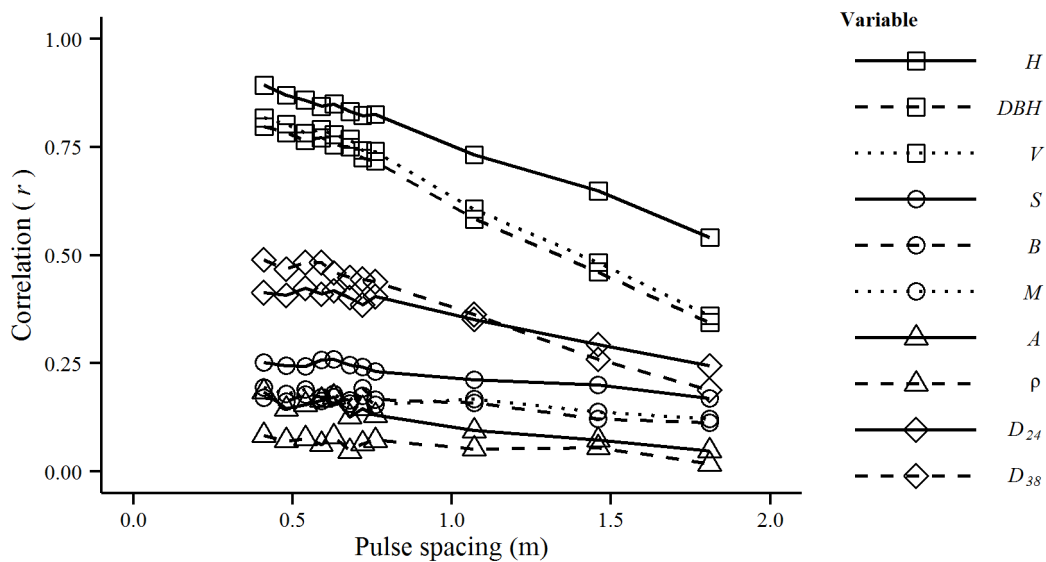 Variable
H
DBH
V
S
B
M
A
ρ
D24
D38
Correlation ( r )
1.00
0.75
0.50
0.25
0.00
0.0 0.5 1.0 1.5 2.0
Pulse spacing (m)